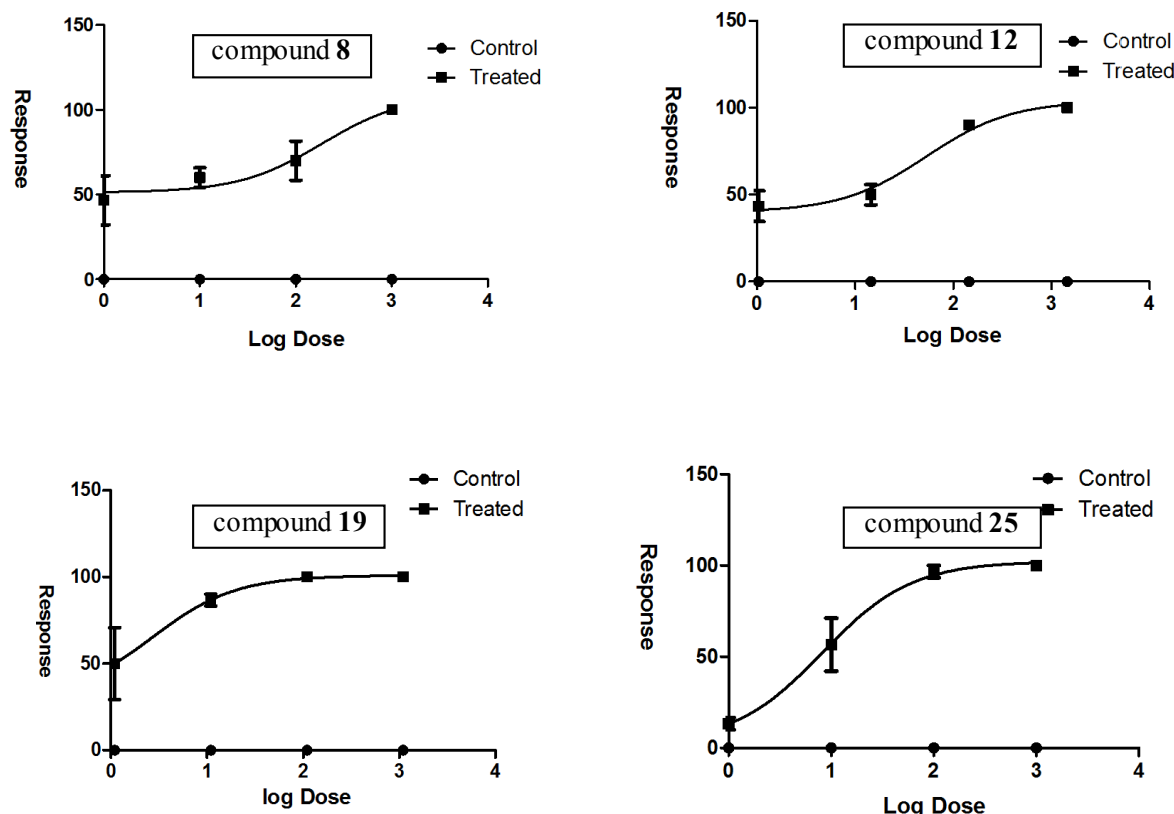 compound 8
Control
Treated
150
100
50
0
Response
0 1 2 3 4
Log Dose
compound 12
Control
Treated
150
100
50
0
Response
0 1 2 3 4
Log Dose
compound 19
Control
Treated
150
100
50
0
Response
0 1 2 3 4
log Dose
compound 25
Control
Treated
150
100
50
0
Response
0 1 2 3 4
Log Dose